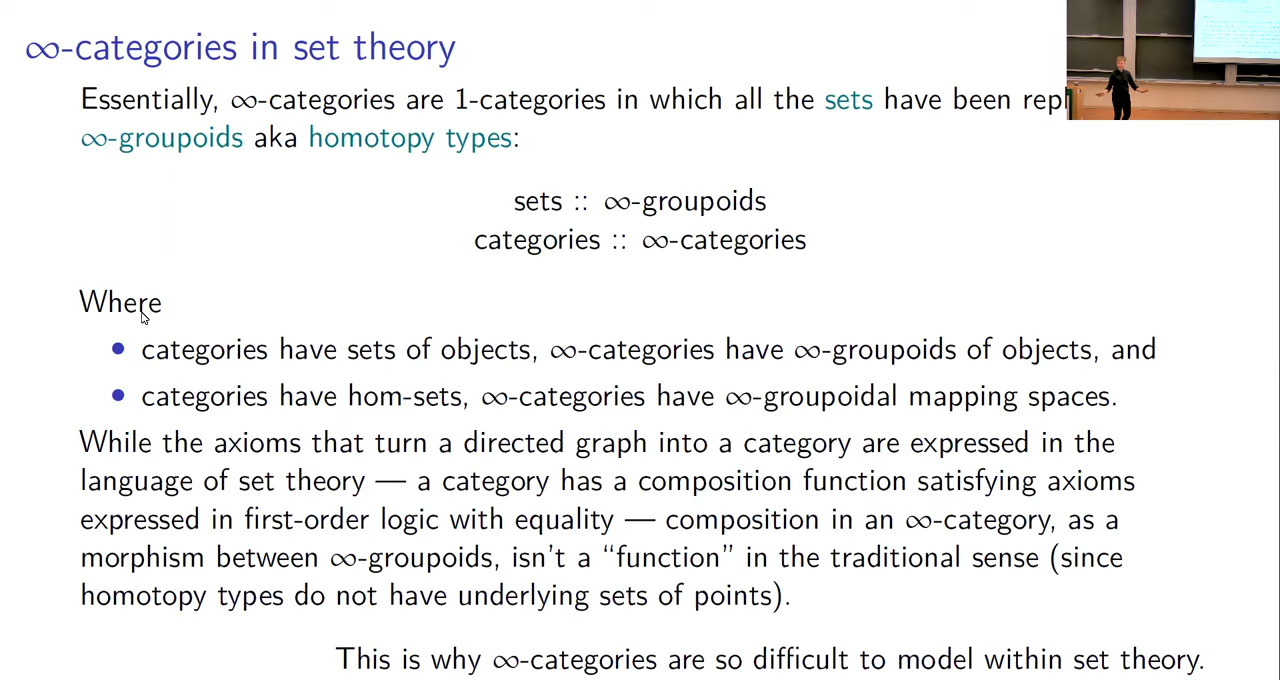 ∞-categories in set theory
Essentially, ∞-categories are 1-categories in which all the sets have been
∞-groupoids aka homotopy types:
sets :: ∞-groupoids
categories :: ∞-categories
Where
• categories have sets of objects, ∞-categories have ∞-groupoids of objects, and
• categories have hom-sets, ∞-categories have ∞-groupoidal mapping spaces.
While the axioms that turn a directed graph into a category are expressed in the
language of set theory — a category has a composition function satisfying axioms
expressed in first-order logic with equality — composition in an ∞-category, as a
morphism between ∞-groupoids, isn't a “function” in the traditional sense (since
homotopy types do not have underlying sets of points).
This is why ∞-categories are so difficult to model within set theory.